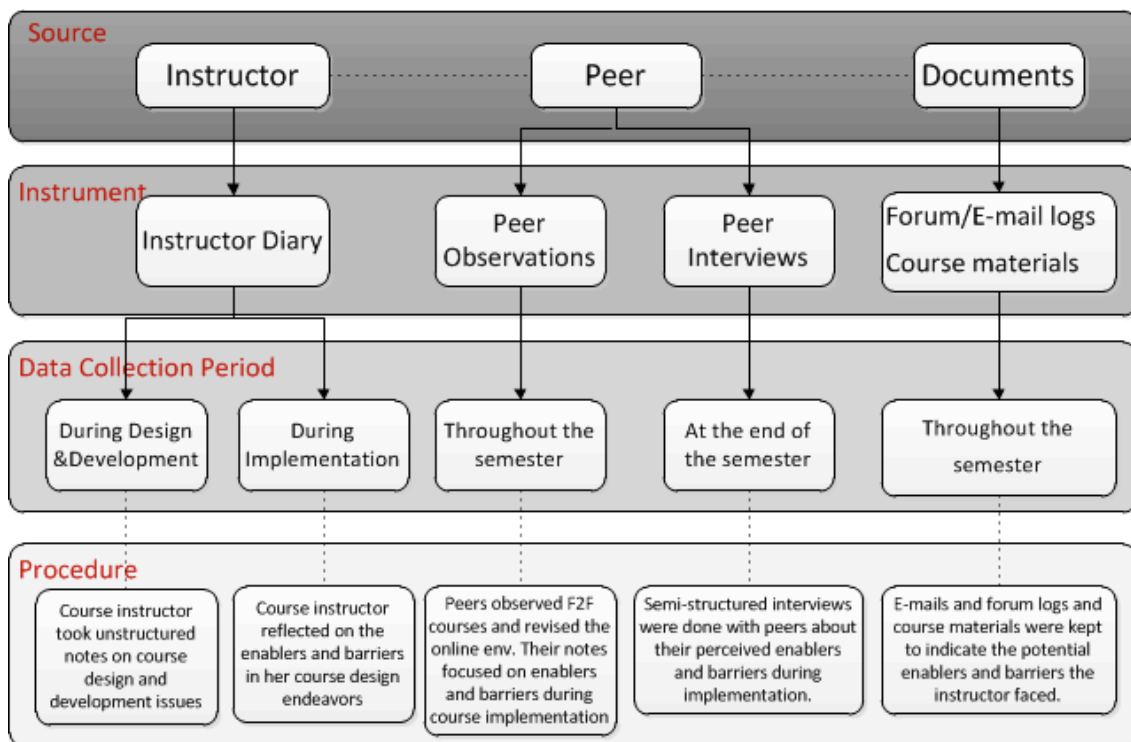 Source
Instructor
Peer
Documents
Instrument
Instructor Diary
Peer
Observations
Peer
Interviews
Forum/E-mail logs
Course materials
Data Collection Period
During Design
&Development
During
Implementation
Throughout the
semester
At the end of
the semester
Throughout the
semester
Procedure
Course instructor
took unstructured
notes on course
design and
development issues
Course instructor
reflected on the
enablers and barriers
in her course design
endeavors
Peers observed F2F
courses and revised the
online env. Their notes
focused on enablers
and barriers during
course implementation
Semi-structured interviews
were done with peers about
their perceived enablers
and barriers during
implementation.
E-mails and forum logs and
course materials were kept
to indicate the potential
enablers and barriers the
instructor faced.